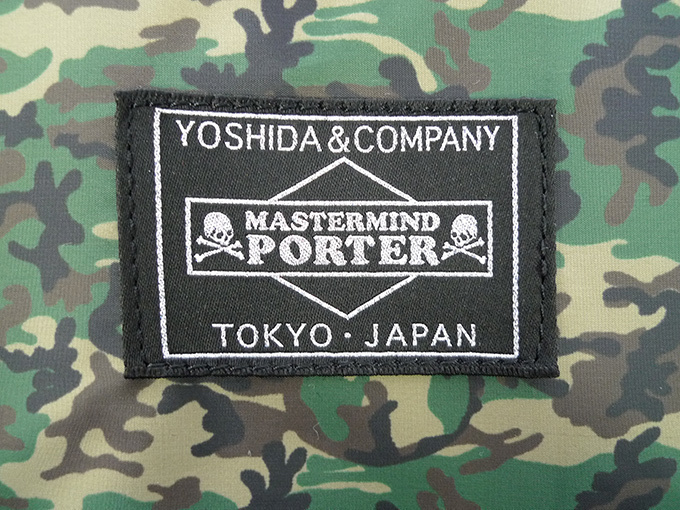 YOSHIDA & COMPANY
MASTERMIND
PORTER
TOKYO · JAPAN